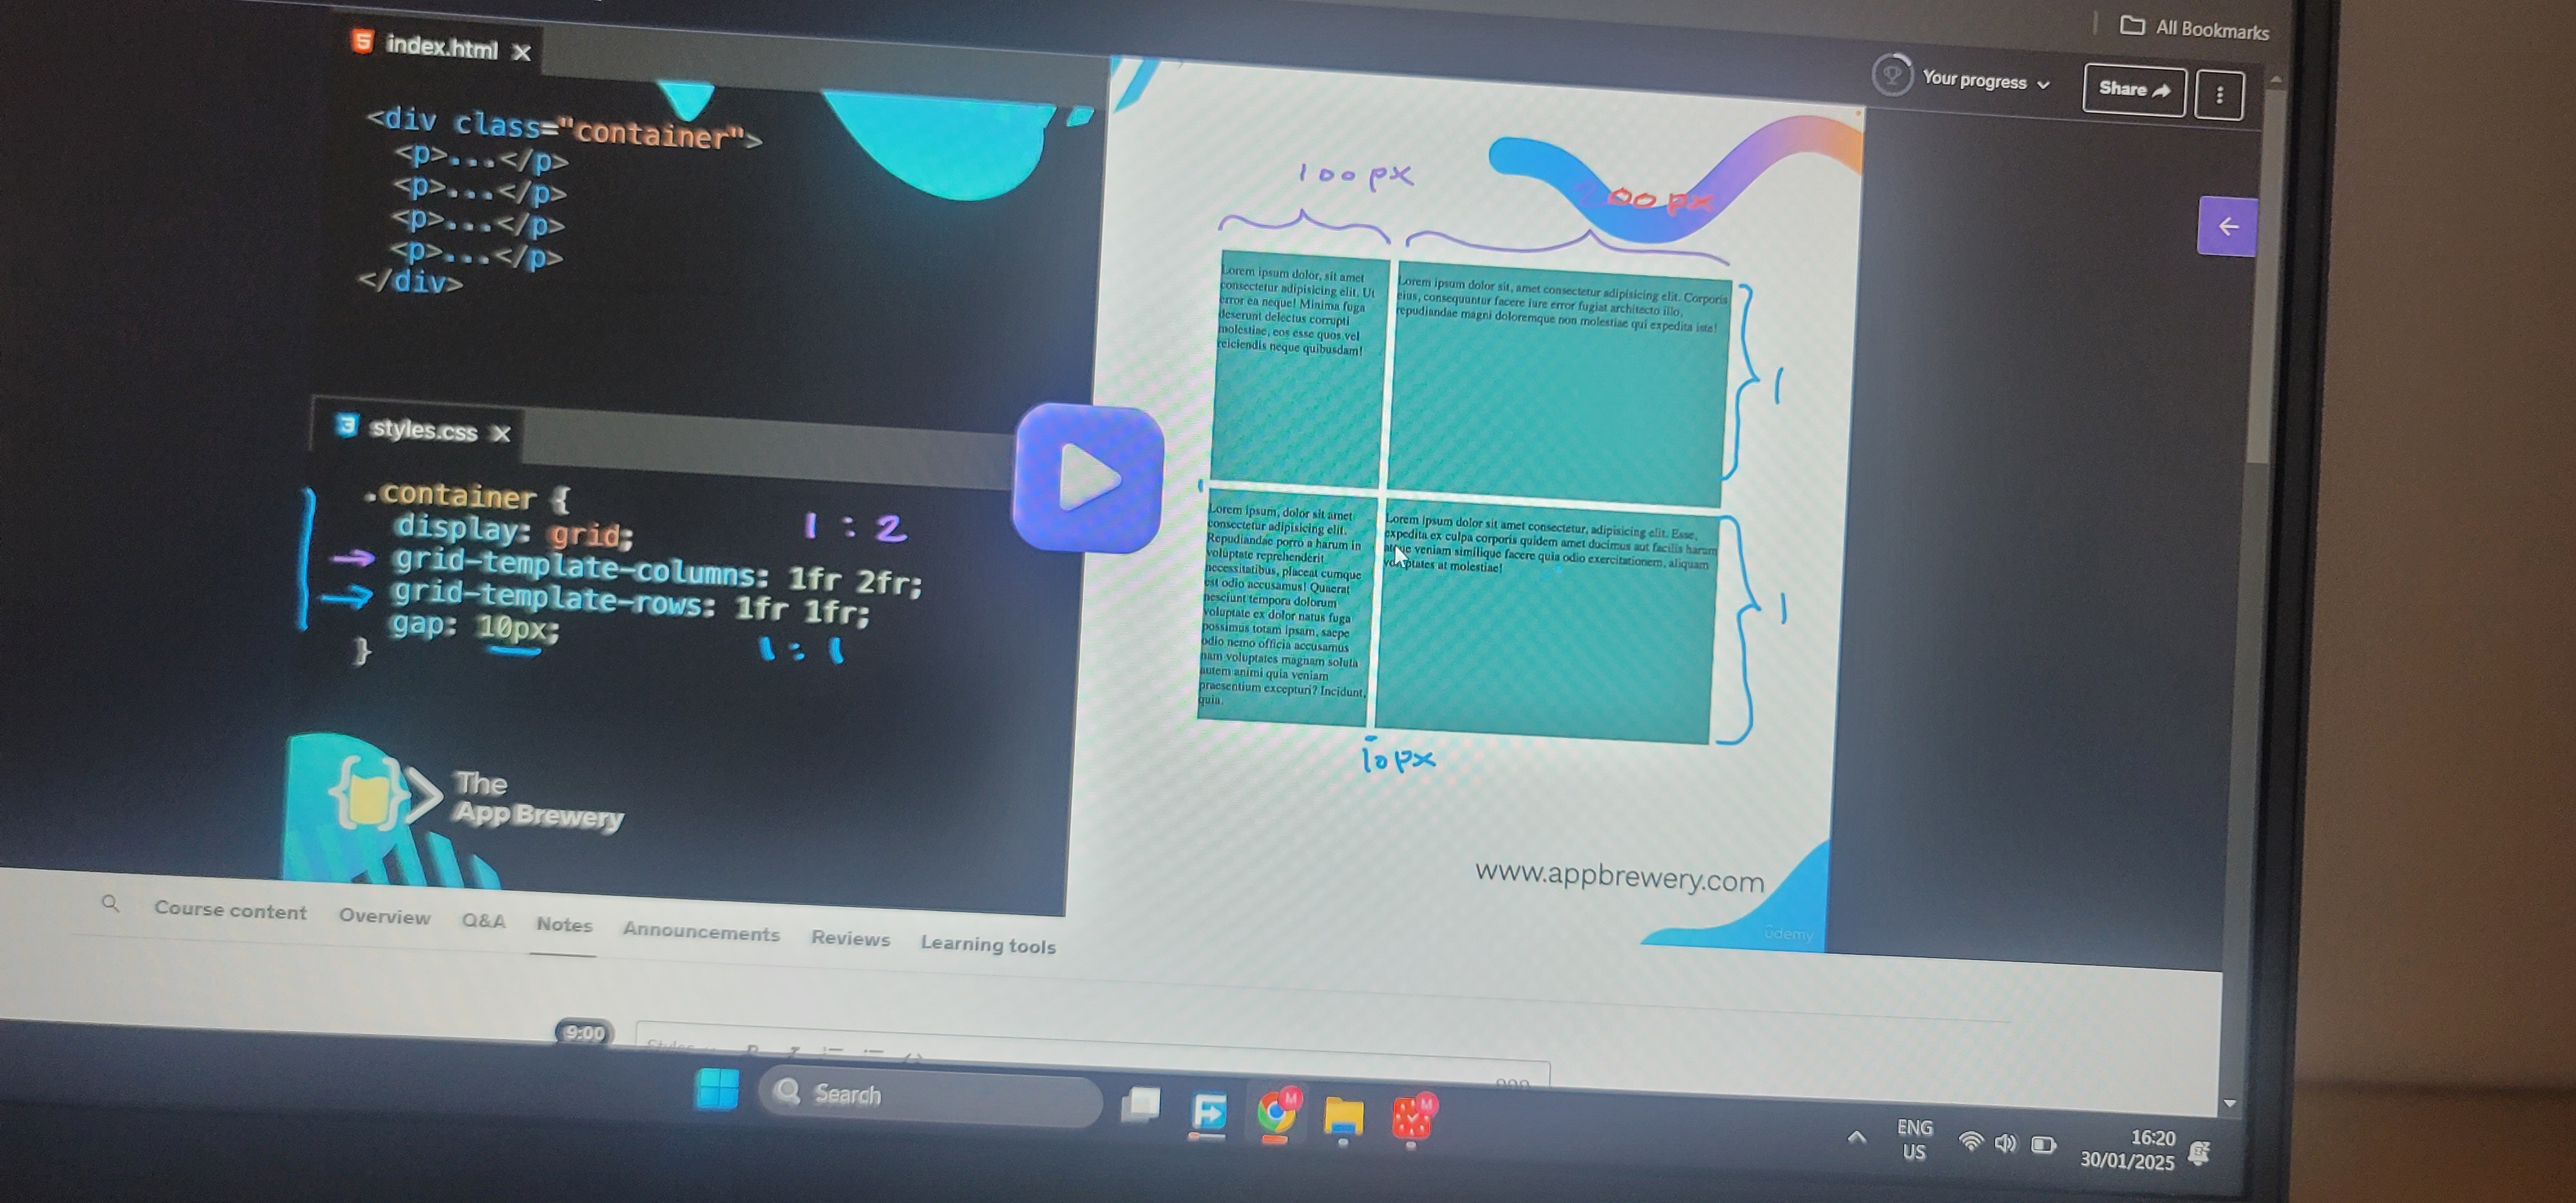 All Bookmarks
index.html X
Your progress
Share
<div class="container">
<p>...</p>
<p>...</p>
<p>...</p>
<p>...</p>
</div>
100px
00 px
Lorem ipsum dolor, sit amet
consectetur adipisicing elit. Ut
error ea neque! Minima fuga
deserunt delectus corrupti
molestiae, eos esse quos vel
reiciendis neque quibusdam!
Lorem ipsum dolor sit, amet consectetur adipisicing elit. Corporis
eius, consequuntur facere iure error fugiat architecto illo,
repudiandae magni doloremque non molestiae qui expedita iste!
1
styles.css X
.container {
display: grid;
1 : 2
grid-template-columns: 1fr 2fr;
grid-template-rows: 1fr 1fr;
gap: 10px;
1 : 1
}
Lorem ipsum, dolor sit amet
consectetur adipisicing elit.
Repudiandae porro a harum in
voluptate reprehenderit
necessitatibus, placeat cumque
est odio accusamus! Quaerat
nesciunt tempora dolorum
voluptate ex dolor natus fuga
possimus totam ipsam, saepe
odio nemo officia accusamus
nam voluptates magnam soluta
autem animi quia veniam
praesentium excepturi? Incidunt,
quia.
Lorem ipsum dolor sit amet consectetur, adipisicing elit. Esse,
expedita ex culpa corporis quidem amet ducimus aut facilis harum
veniam similique facere quia odio exercitationem, aliquam
at molestiae!
1
10px
The
App Brewery
www.appbrewery.com
ûdemy
Course content Overview Q&A Notes Announcements Reviews Learning tools
9:00
Search
ENG
US
16:20
30/01/2025